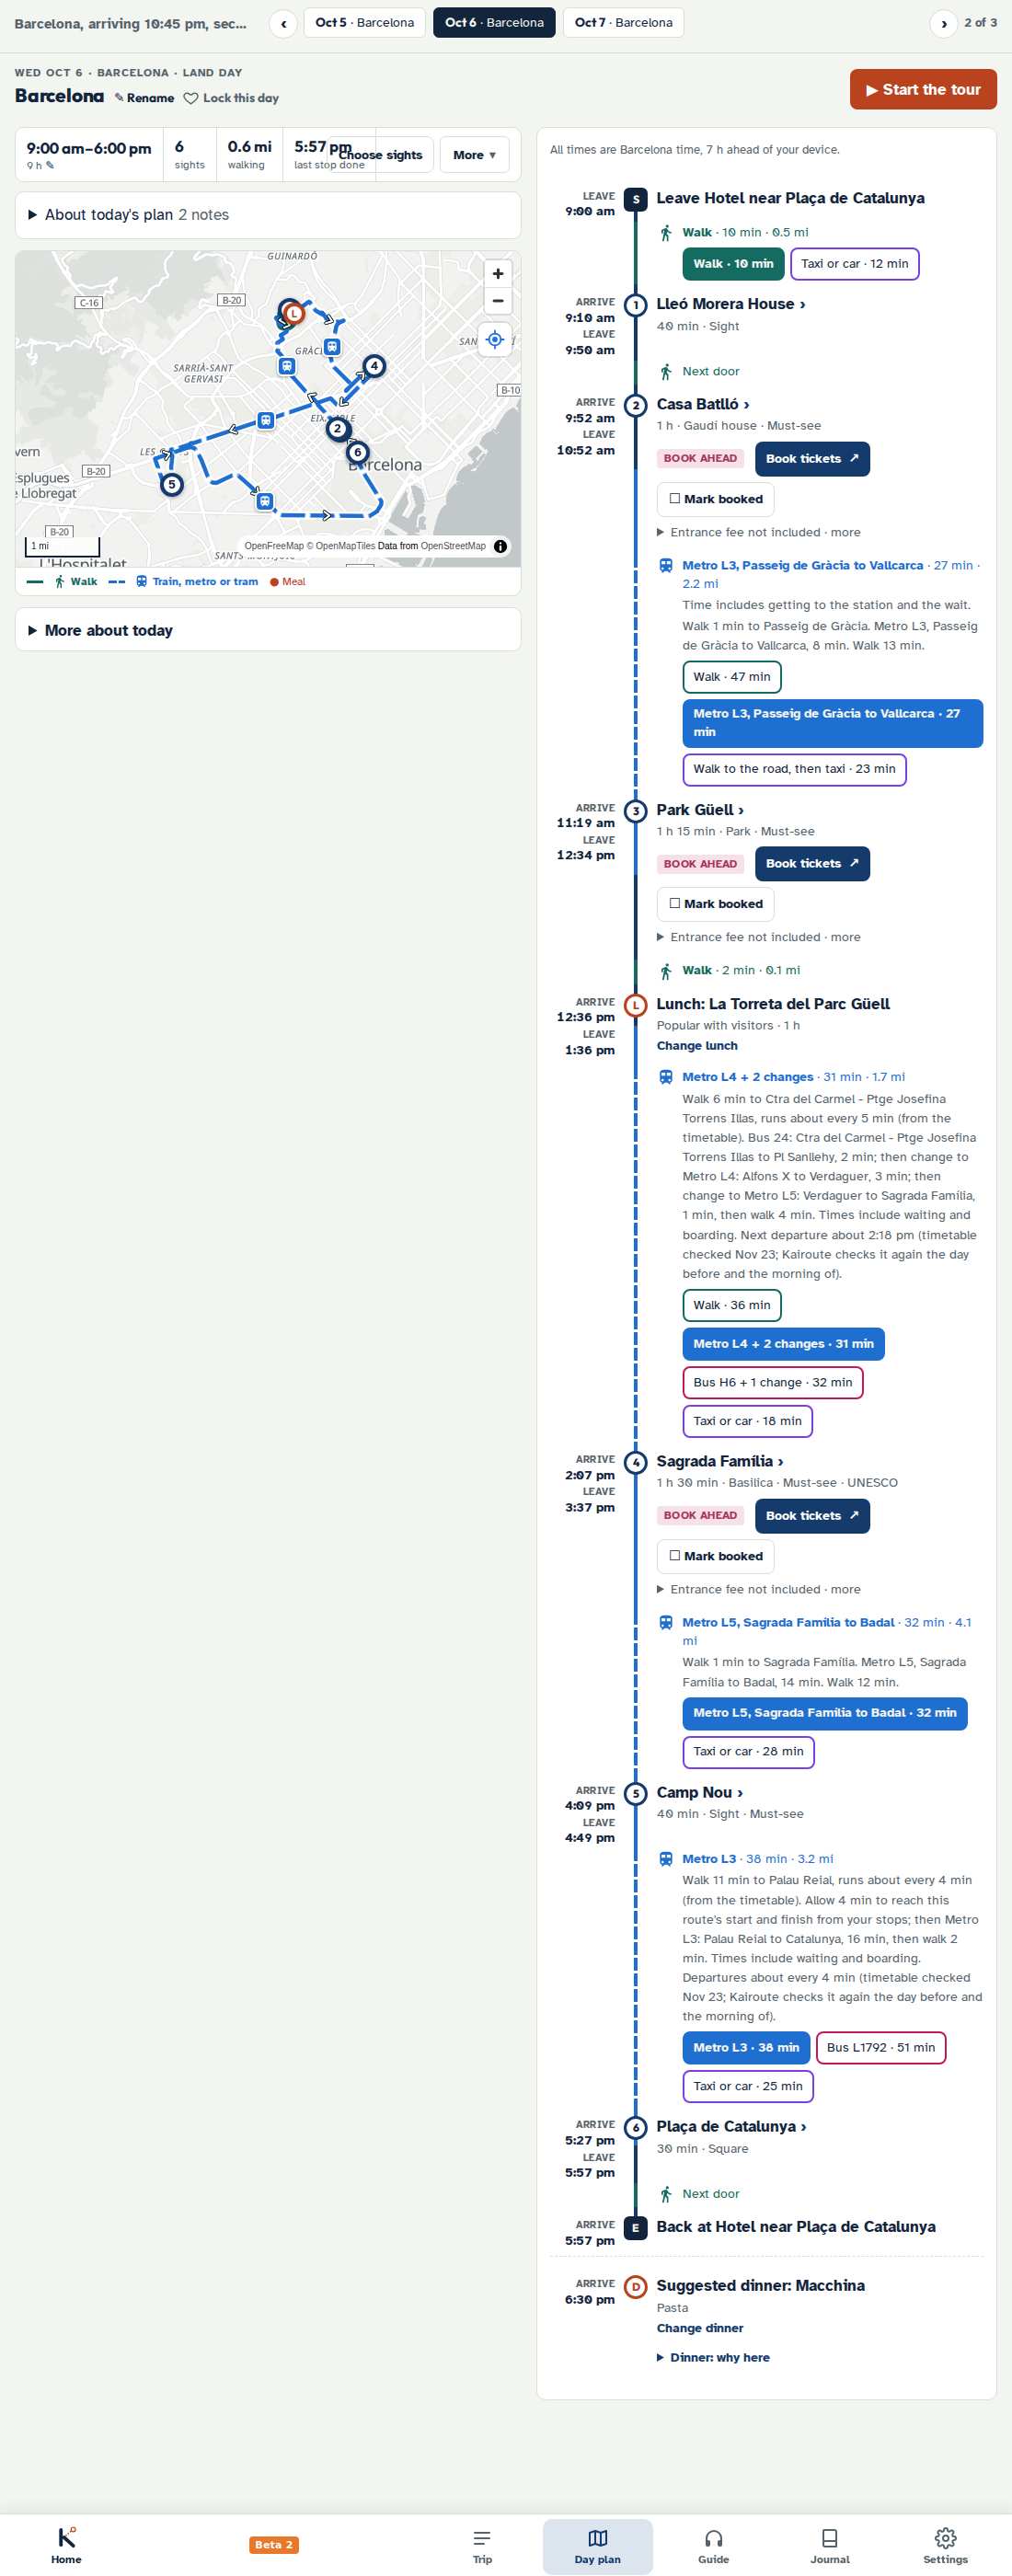 Barcelona, arriving 10:45 pm, sec...
‹
Oct 5 · Barcelona
Oct 6 · Barcelona
Oct 7 · Barcelona
›
2 of 3
WED OCT 6 · BARCELONA · LAND DAY
Barcelona ✎ Rename ♡ Lock this day
▶ Start the tour
9:00 am–6:00 pm
9 h ✎
6
sights
0.6 mi
walking
5:57 pm
last stop done
Choose sights
More ▾
▶ About today's plan 2 notes
GUINARDÓ
C-16
B-20
L
GRÀCI
SARRIÀ-SANT
GERVASI
4
B-10
2
6
Barcelona
LES
5
vern
Esplugues
Llobregat
B-20
B-20
1 mi
L'Hospitalet
+
−
OpenFreeMap © OpenMapTiles Data from OpenStreetMap
Walk
Train, metro or tram
Meal
▶ More about today
All times are Barcelona time, 7 h ahead of your device.
LEAVE
9:00 am
S
Leave Hotel near Plaça de Catalunya
Walk · 10 min · 0.5 mi
Walk · 10 min
Taxi or car · 12 min
ARRIVE
9:10 am
LEAVE
9:50 am
1
Lleó Morera House ›
40 min · Sight
Next door
ARRIVE
9:52 am
LEAVE
10:52 am
2
Casa Batlló ›
1 h · Gaudí house · Must-see
BOOK AHEAD
Book tickets ↗
☐ Mark booked
▶ Entrance fee not included · more
Metro L3, Passeig de Gràcia to Vallcarca · 27 min ·
2.2 mi
Time includes getting to the station and the wait.
Walk 1 min to Passeig de Gràcia. Metro L3, Passeig
de Gràcia to Vallcarca, 8 min. Walk 13 min.
Walk · 47 min
Metro L3, Passeig de Gràcia to Vallcarca · 27
min
Walk to the road, then taxi · 23 min
ARRIVE
11:19 am
LEAVE
12:34 pm
3
Park Güell ›
1 h 15 min · Park · Must-see
BOOK AHEAD
Book tickets ↗
☐ Mark booked
▶ Entrance fee not included · more
Walk · 2 min · 0.1 mi
ARRIVE
12:36 pm
LEAVE
1:36 pm
L
Lunch: La Torreta del Parc Güell
Popular with visitors · 1 h
Change lunch
Metro L4 + 2 changes · 31 min · 1.7 mi
Walk 6 min to Ctra del Carmel - Ptge Josefina
Torrens Illas, runs about every 5 min (from the
timetable). Bus 24: Ctra del Carmel - Ptge Josefina
Torrens Illas to Pl Sanllehy, 2 min; then change to
Metro L4: Alfons X to Verdaguer, 3 min; then
change to Metro L5: Verdaguer to Sagrada Família,
1 min, then walk 4 min. Times include waiting and
boarding. Next departure about 2:18 pm (timetable
checked Nov 23; Kairoute checks it again the day
before and the morning of).
Walk · 36 min
Metro L4 + 2 changes · 31 min
Bus H6 + 1 change · 32 min
Taxi or car · 18 min
ARRIVE
2:07 pm
LEAVE
3:37 pm
4
Sagrada Família ›
1 h 30 min · Basilica · Must-see · UNESCO
BOOK AHEAD
Book tickets ↗
☐ Mark booked
▶ Entrance fee not included · more
Metro L5, Sagrada Família to Badal · 32 min · 4.1
mi
Walk 1 min to Sagrada Família. Metro L5, Sagrada
Família to Badal, 14 min. Walk 12 min.
Metro L5, Sagrada Família to Badal · 32 min
Taxi or car · 28 min
ARRIVE
4:09 pm
LEAVE
4:49 pm
5
Camp Nou ›
40 min · Sight · Must-see
Metro L3 · 38 min · 3.2 mi
Walk 11 min to Palau Reial, runs about every 4 min
(from the timetable). Allow 4 min to reach this
route's start and finish from your stops; then Metro
L3: Palau Reial to Catalunya, 16 min, then walk 2
min. Times include waiting and boarding.
Departures about every 4 min (timetable checked
Nov 23; Kairoute checks it again the day before and
the morning of).
Metro L3 · 38 min
Bus L1792 · 51 min
Taxi or car · 25 min
ARRIVE
5:27 pm
LEAVE
5:57 pm
6
Plaça de Catalunya ›
30 min · Square
Next door
ARRIVE
5:57 pm
E
Back at Hotel near Plaça de Catalunya
ARRIVE
6:30 pm
D
Suggested dinner: Macchina
Pasta
Change dinner
▶ Dinner: why here
Home
Beta 2
Trip
Day plan
Guide
Journal
Settings